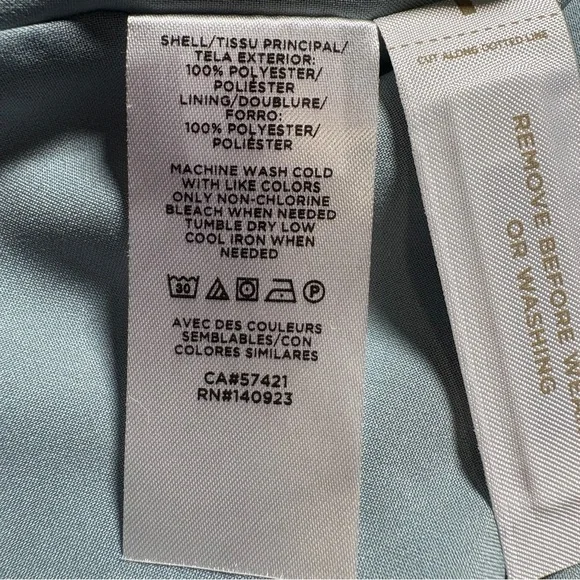 SHELL/TISSU PRINCIPAL/
TELA EXTERIOR:
100% POLYESTER/
POLIÉSTER
LINING/DOUBLURE/
FORRO:
100% POLYESTER/
POLIÉSTER
MACHINE WASH COLD
WITH LIKE COLORS
ONLY NON-CHLORINE
BLEACH WHEN NEEDED
TUMBLE DRY LOW
COOL IRON WHEN
NEEDED
30 P
AVEC DES COULEURS
SEMBLABLES/CON
COLORES SIMILARES
CA#57421
RN#140923
CUT ALONG DOTTED LINE
REMOVE BEFORE
OR WASHING